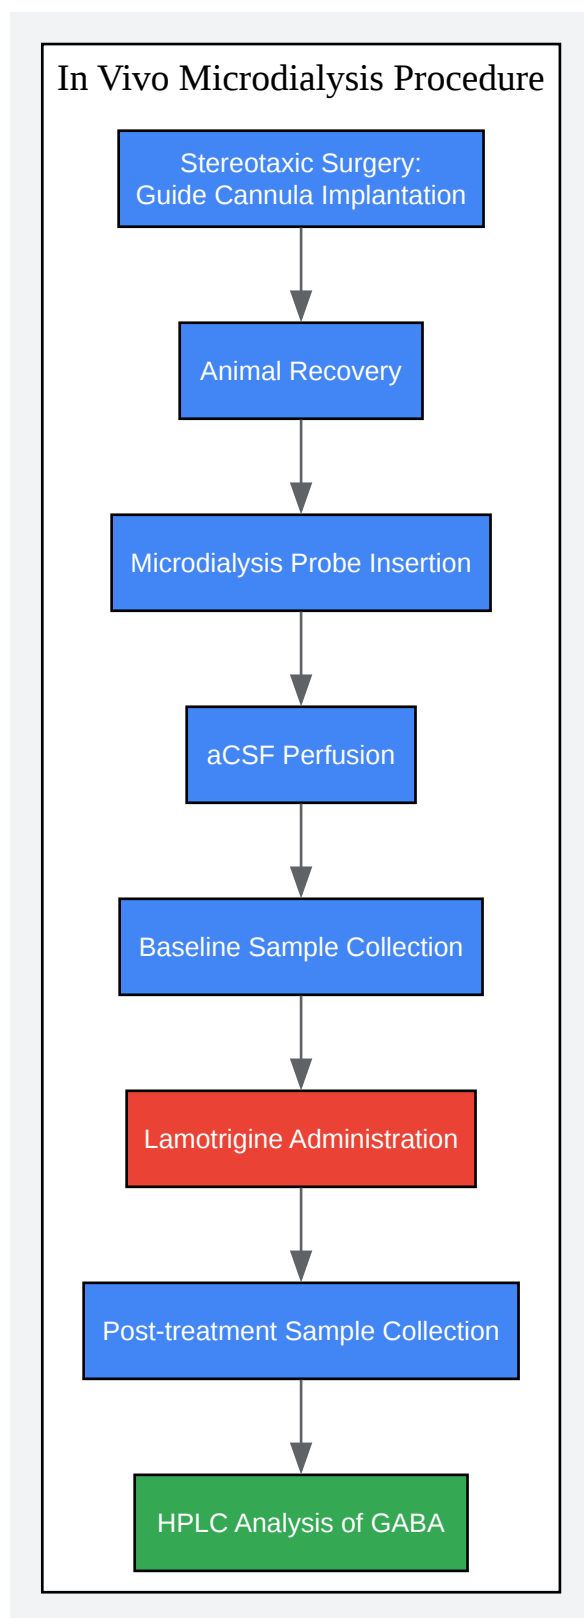 In Vivo Microdialysis Procedure
Stereotaxic Surgery:
Guide Cannula Implantation
Animal Recovery
Microdialysis Probe Insertion
aCSF Perfusion
Baseline Sample Collection
Lamotrigine Administration
Post-treatment Sample Collection
HPLC Analysis of GABA